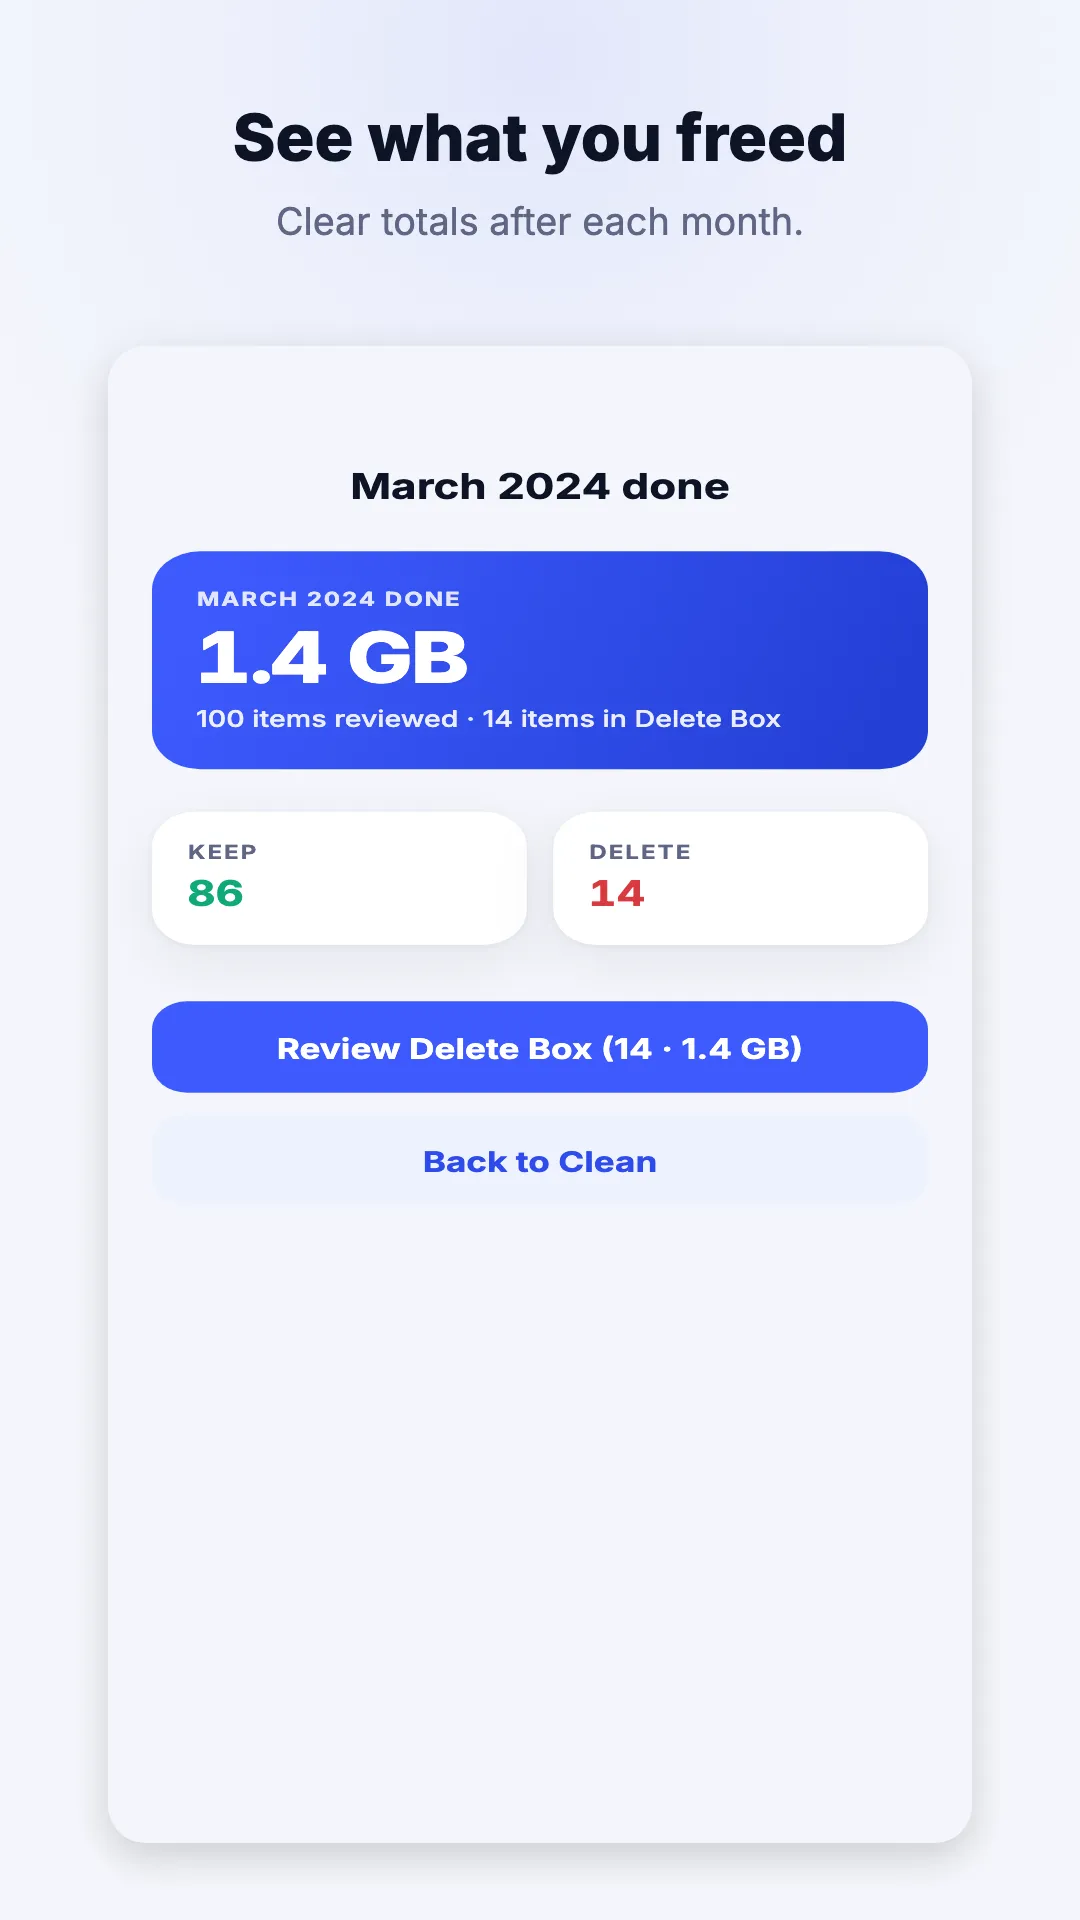 See what you freed
Clear totals after each month.
March 2024 done
MARCH 2024 DONE
1.4 GB
100 items reviewed · 14 items in Delete Box
KEEP
86
DELETE
14
Review Delete Box (14 · 1.4 GB)
Back to Clean